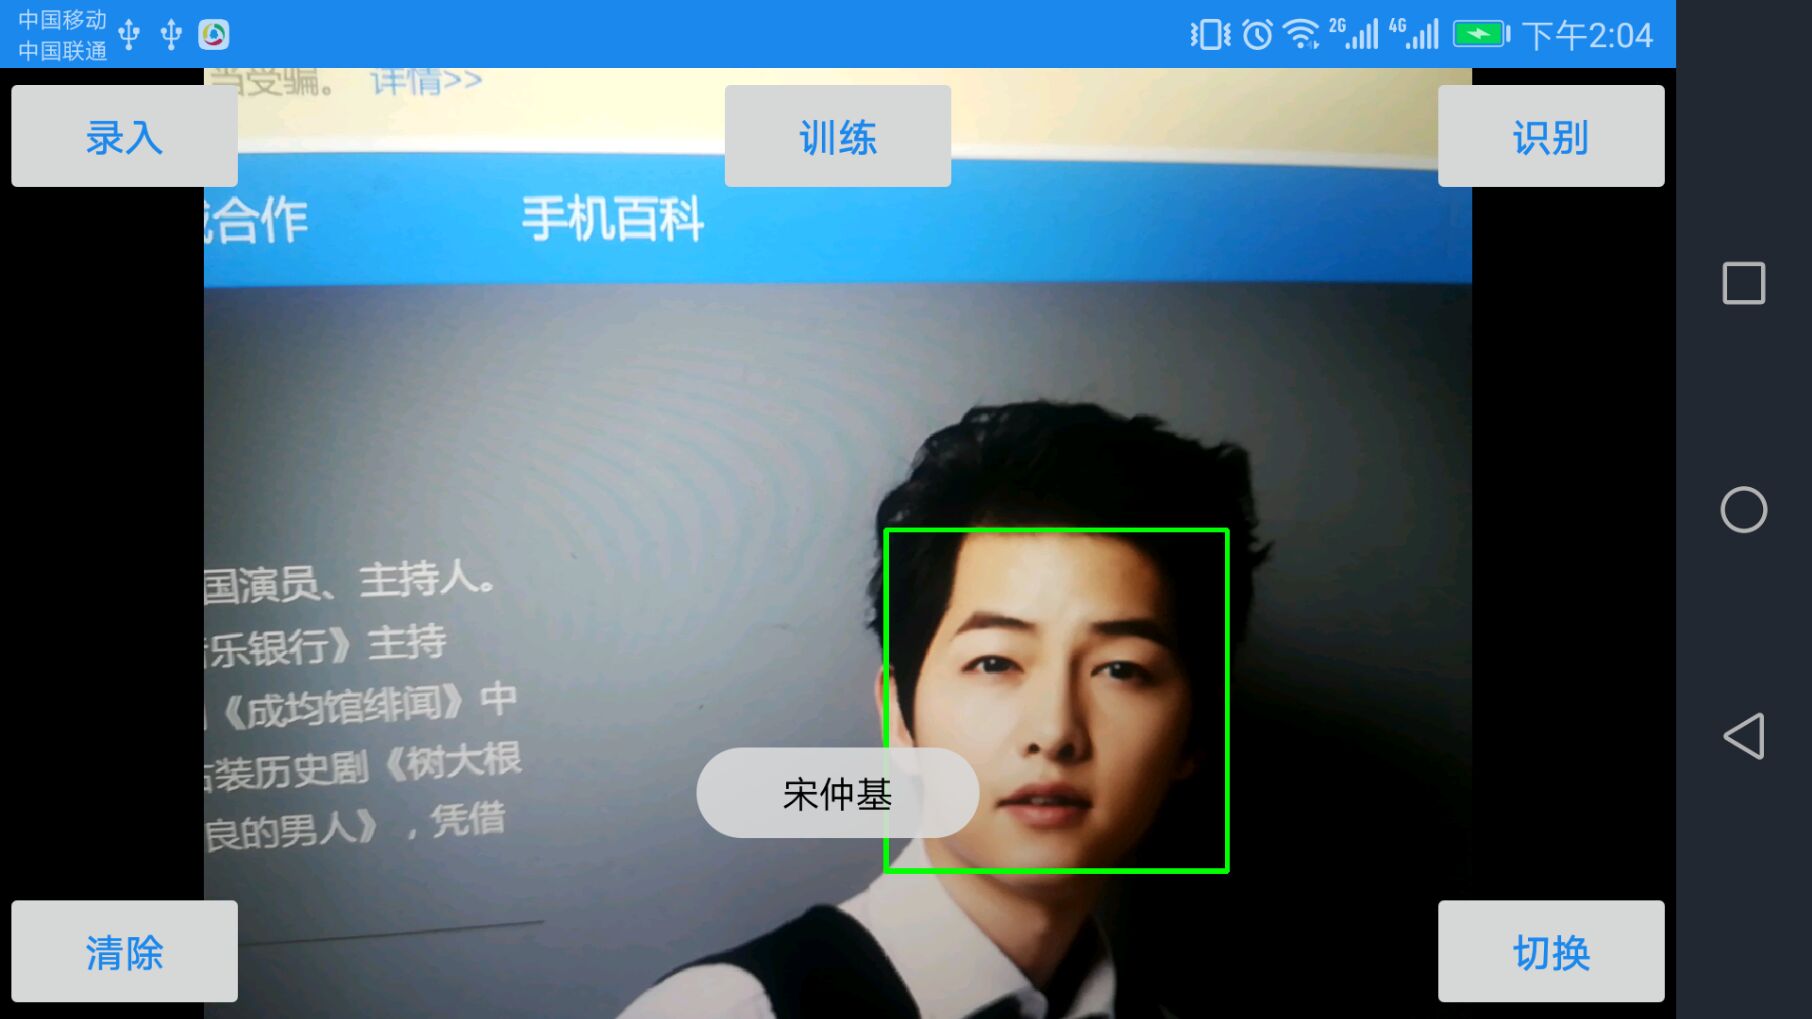 中国移动
中国联通
2G
4G
下午2:04
当受骗。 详情>>
录入
训练
识别
合作
手机百科
国演员、主持人。
乐银行》主持
《成均馆绯闻》中
古装历史剧《树大根
良的男人》，凭借
宋仲基
清除
切换